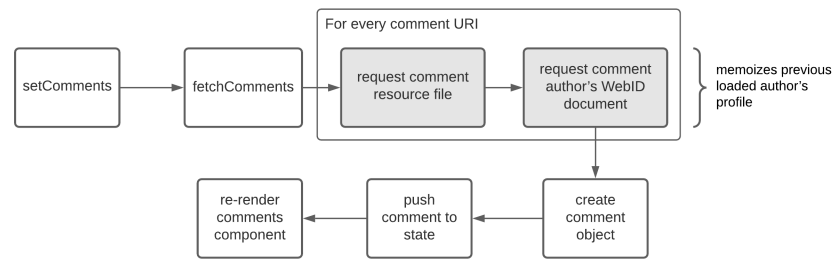 For every comment URI
setComments
fetchComments
request comment
resource file
request comment
author's WebID
document
memoizes previous
loaded author's
profile
re-render
comments
component
push
comment to
state
create
comment
object